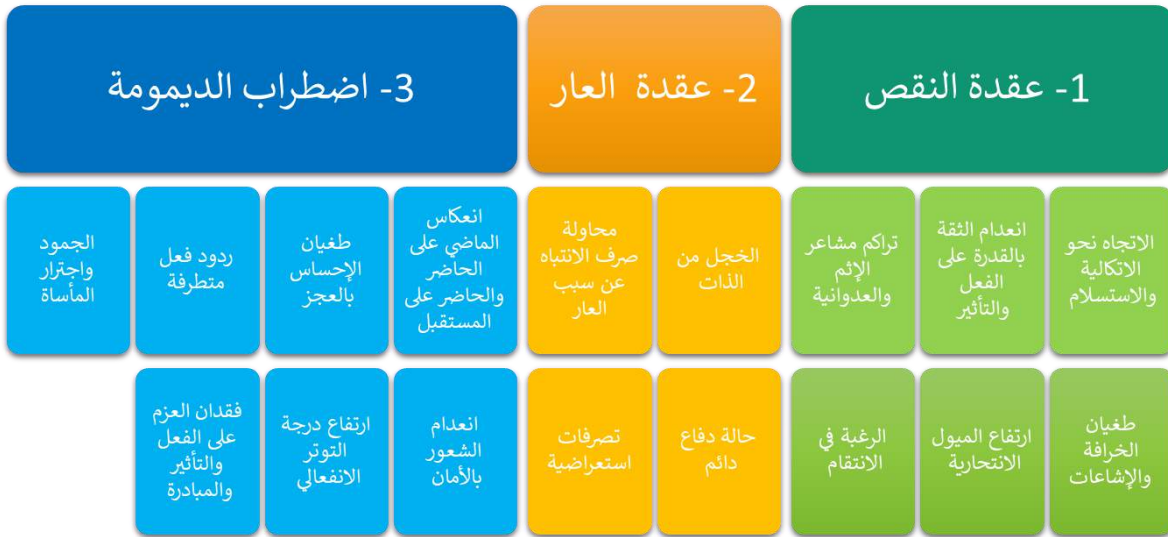 1- عقدة النقص
2- عقدة العار
3- اضطراب الديمومة
الاتجاه نحو
الاتكالية
والاستسلام
انعدام الثقة
بالقدرة على
الفعل
والتأثير
تراكم مشاعر
الإثم
والعدوانية
الخجل من
الذات
محاولة
صرف الانتباه
عن سبب
العار
انعكاس
الماضي على
الحاضر
والحاضر على
المستقبل
طغيان
الإحساس
بالعجز
ردود فعل
متطرفة
الجمود
واجترار
المأساة
طغيان
الخرافة
والإشاعات
ارتفاع الميول
الانتحارية
الرغبة في
الانتقام
حالة دفاع
دائم
تصرفات
استعراضية
انعدام
الشعور
بالأمان
ارتفاع درجة
التوتر
الانفعالي
فقدان العزم
على الفعل
والتأثير
والمبادرة